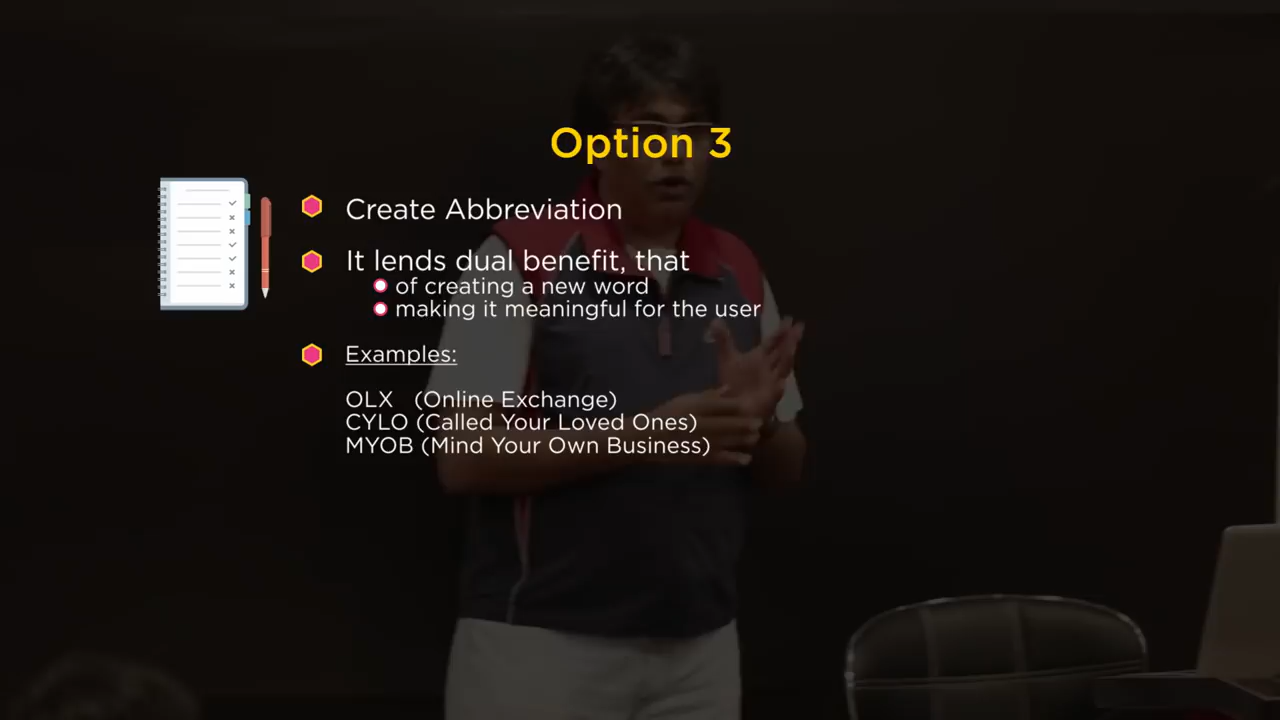 Option 3
Create Abbreviation
It lends dual benefit, that
of creating a new word
making it meaningful for the user
Examples:
OLX (Online Exchange)
CYLO (Called Your Loved Ones)
MYOB (Mind Your Own Business)